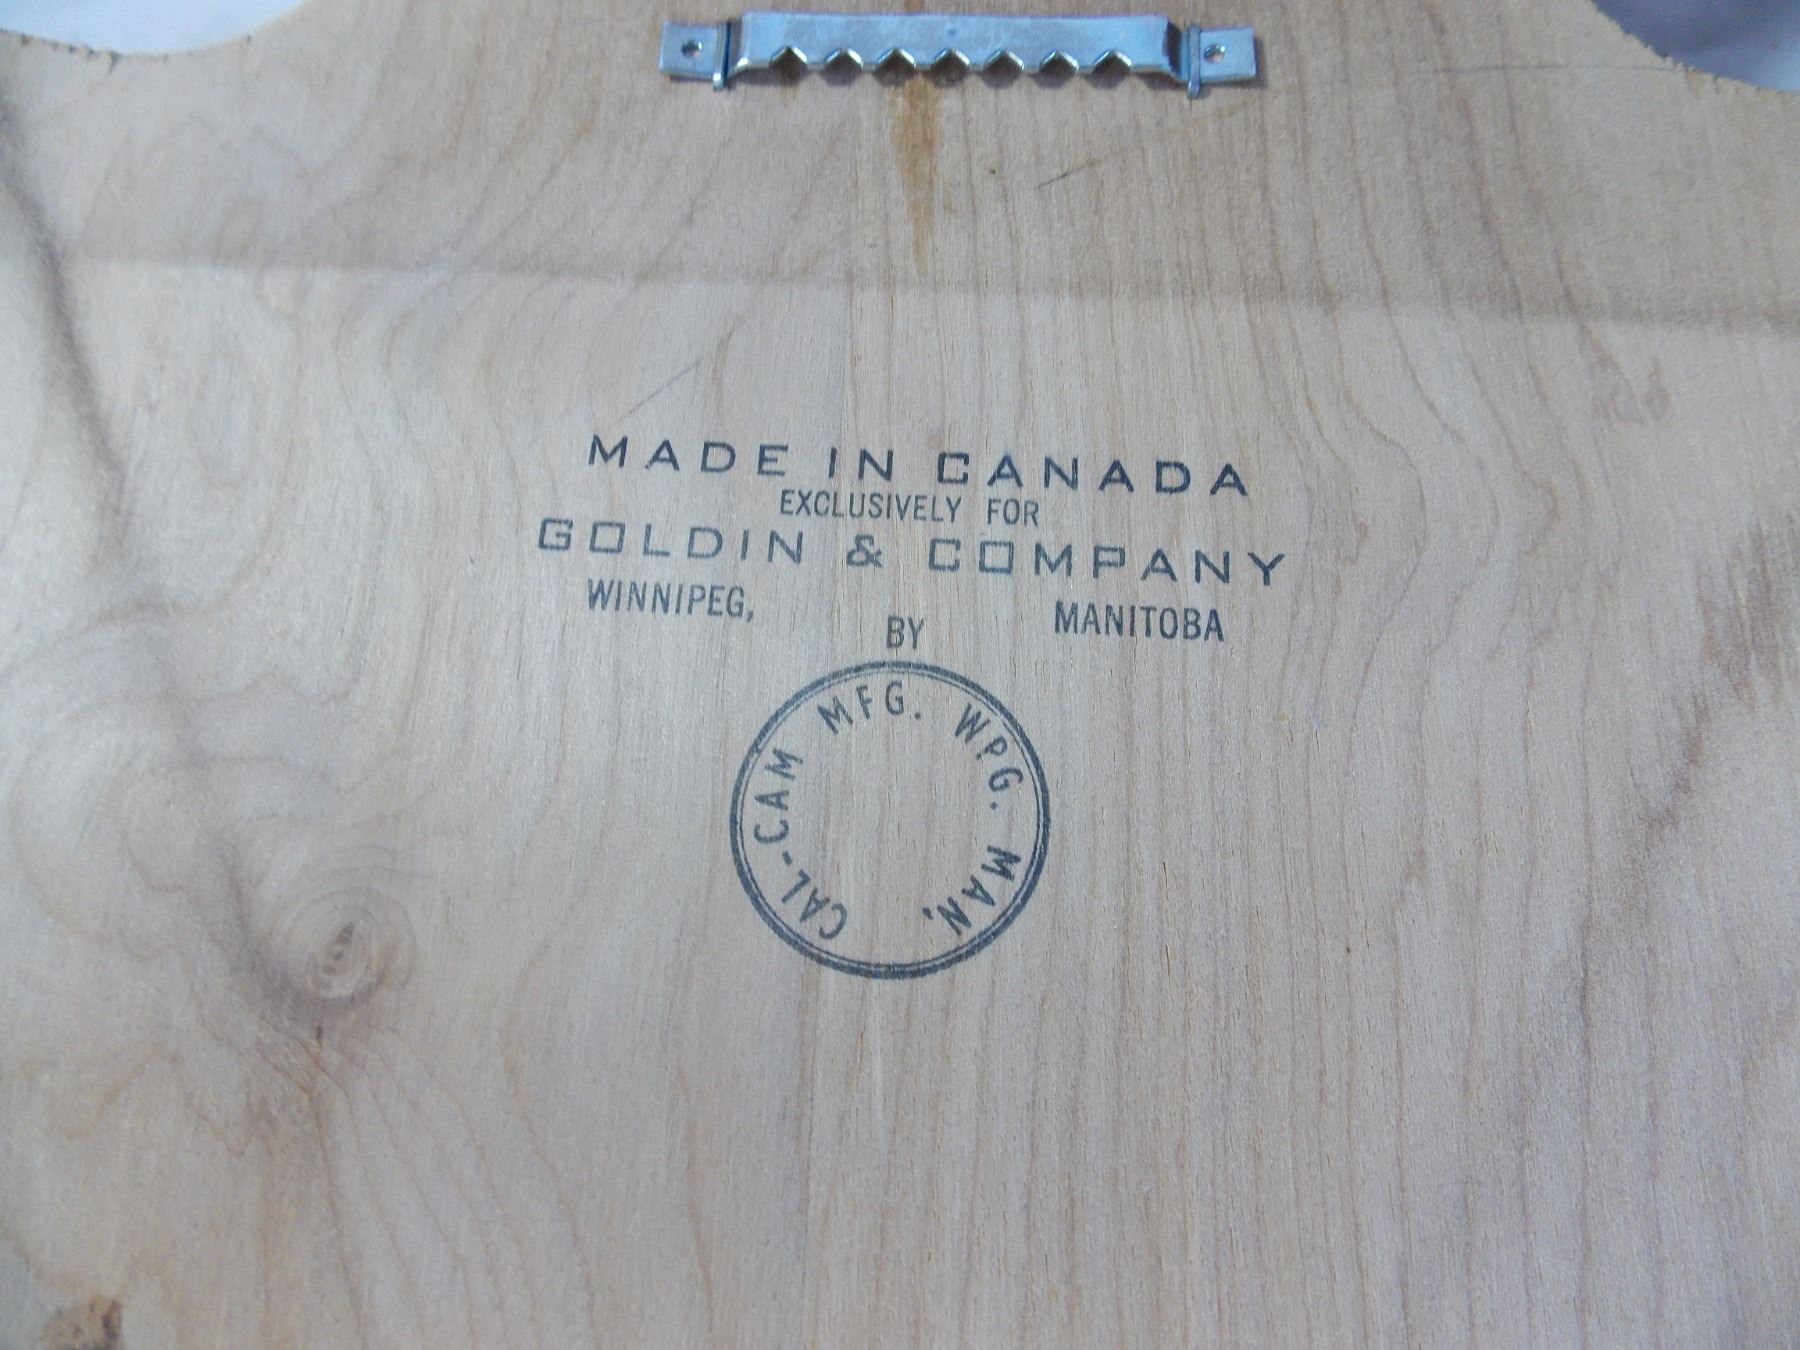 MADE IN CANADA
EXCLUSIVELY FOR
GOLDIN & COMPANY
WINNIPEG, MANITOBA
BY
CAL-CAM MFG. WPG. MAN.